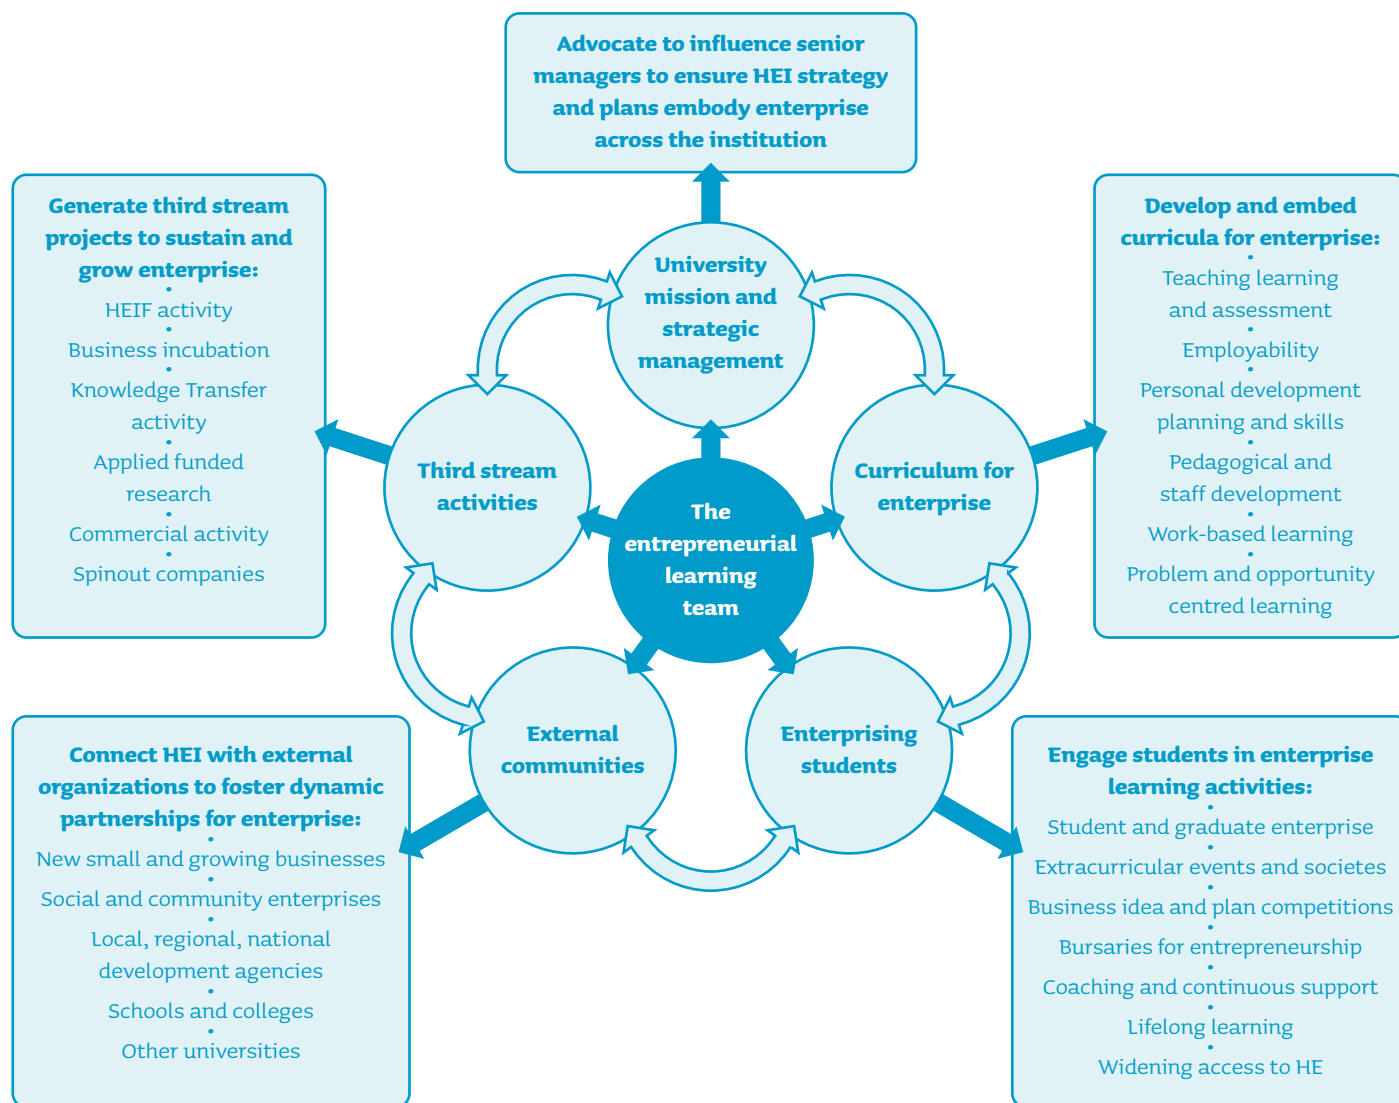 Advocate to influence senior
managers to ensure HEI strategy
and plans embody enterprise
across the institution
Generate third stream
projects to sustain and
grow enterprise:
•
HEIF activity
•
Business incubation
•
Knowledge Transfer
activity
•
Applied funded
research
•
Commercial activity
•
Spinout companies
University
mission and
strategic
management
Develop and embed
curricula for enterprise:
•
Teaching learning
and assessment
•
Employability
•
Personal development
planning and skills
•
Pedagogical and
staff development
•
Work-based learning
•
Problem and opportunity
centred learning
Third stream
activities
Curriculum for
enterprise
The
entrepreneurial
learning
team
External
communities
Enterprising
students
Connect HEI with external
organizations to foster dynamic
partnerships for enterprise:
•
New small and growing businesses
•
Social and community enterprises
•
Local, regional, national
development agencies
•
Schools and colleges
•
Other universities
Engage students in enterprise
learning activities:
•
Student and graduate enterprise
•
Extracurricular events and societes
•
Business idea and plan competitions
•
Bursaries for entrepreneurship
•
Coaching and continuous support
•
Lifelong learning
•
Widening access to HE